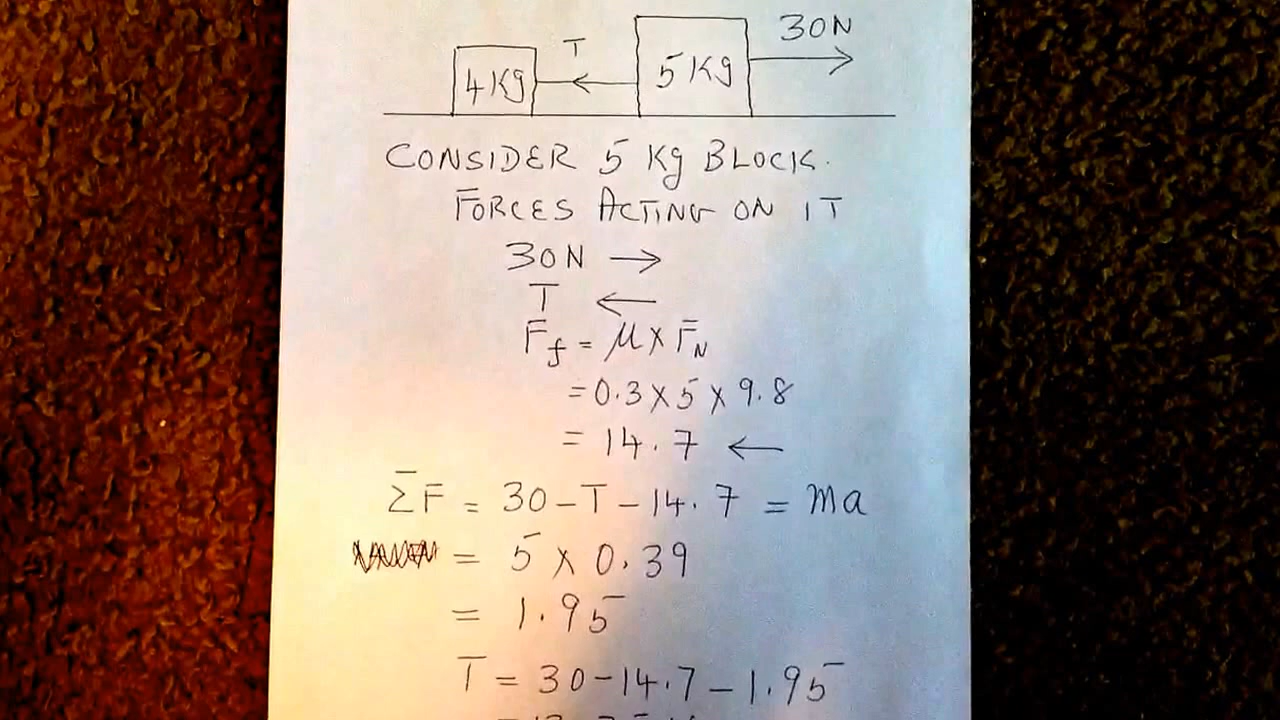 30N
T
4Kg
5Kg
CONSIDER 5 Kg BLOCK.
FORCES ACTING ON IT
30N →
T ←
Ff = μ x FN
= 0.3 x 5 x 9.8
= 14.7 ←
ΣF = 30 - T - 14.7 = ma
= 5 x 0.39
= 1.95
T = 30 - 14.7 - 1.95